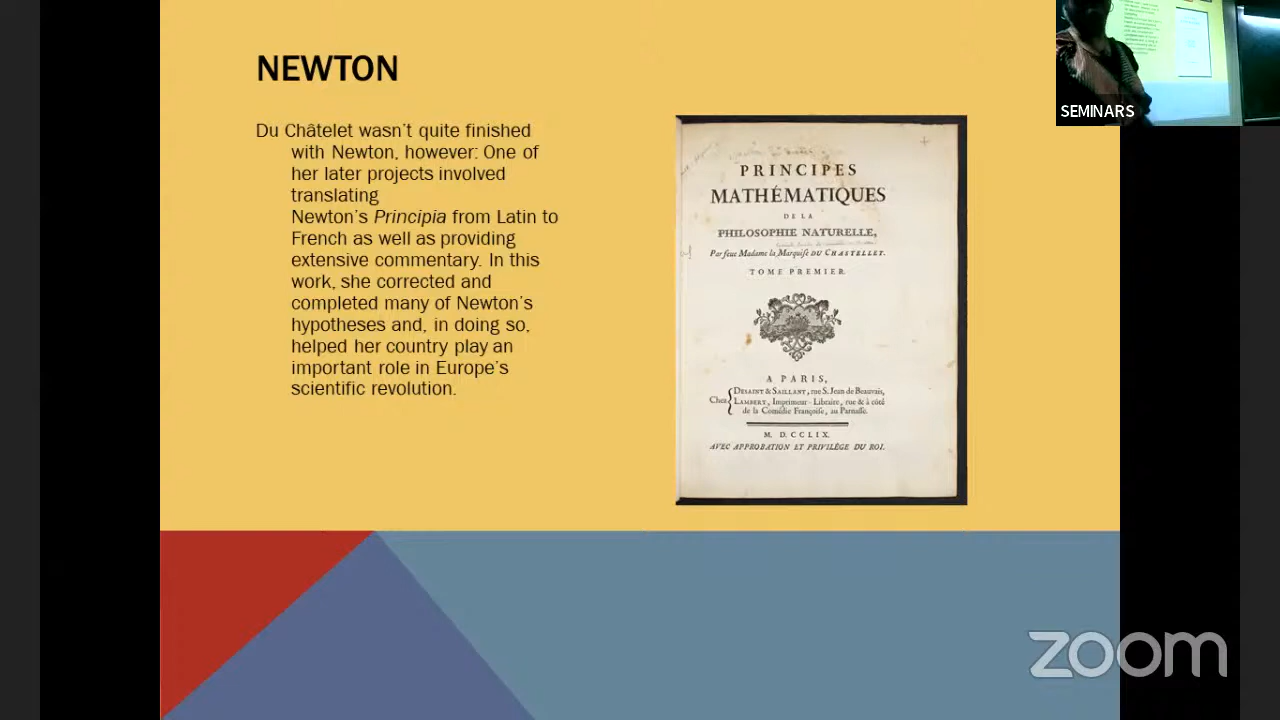 NEWTON
Du Châtelet wasn't quite finished
with Newton, however: One of
her later projects involved
translating
Newton's Principia from Latin to
French as well as providing
extensive commentary. In this
work, she corrected and
completed many of Newton's
hypotheses and, in doing so,
helped her country play an
important role in Europe's
scientific revolution.
PRINCIPES
MATHÉMATIQUES
DE LA
PHILOSOPHIE NATURELLE,
Par feue Madame la Marquise DU CHASTELLET.
TOME PREMIER.
A PARIS,
Chez
DESAINT & SAILLANT, rue S. Jean de Beauvais,
LAMBERT, Imprimeur-Libraire, rue & à côté
de la Comédie Françoise, au Parnasse.
M. D. CCLIX.
AVEC APPROBATION ET PRIVILÈGE DU ROI.
SEMINARS
zoom